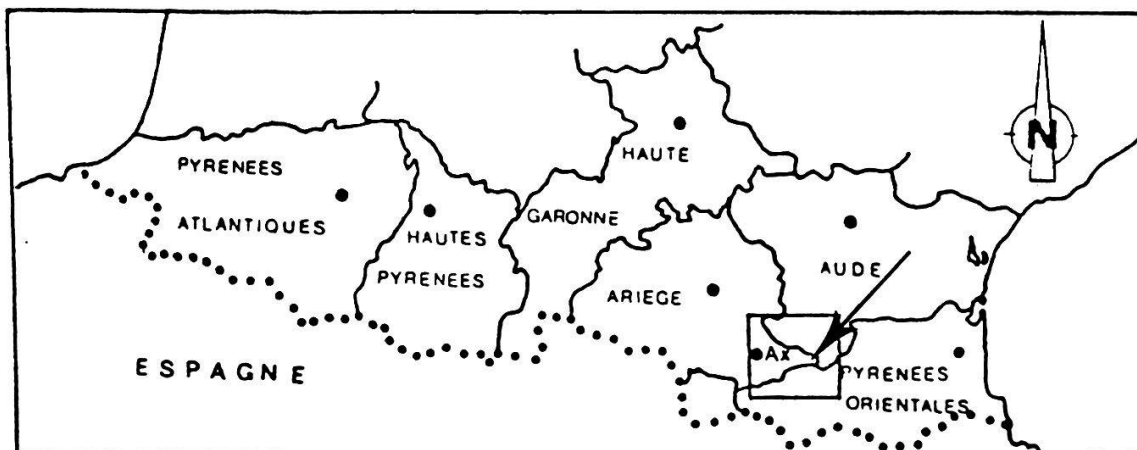 N
HAUTE
PYRENEES
ATLANTIQUES
GARONNE
HAUTES
PYRENEES
AUDE
ARIEGE
Ax
ESPAGNE
PYRENEES
ORIENTALES